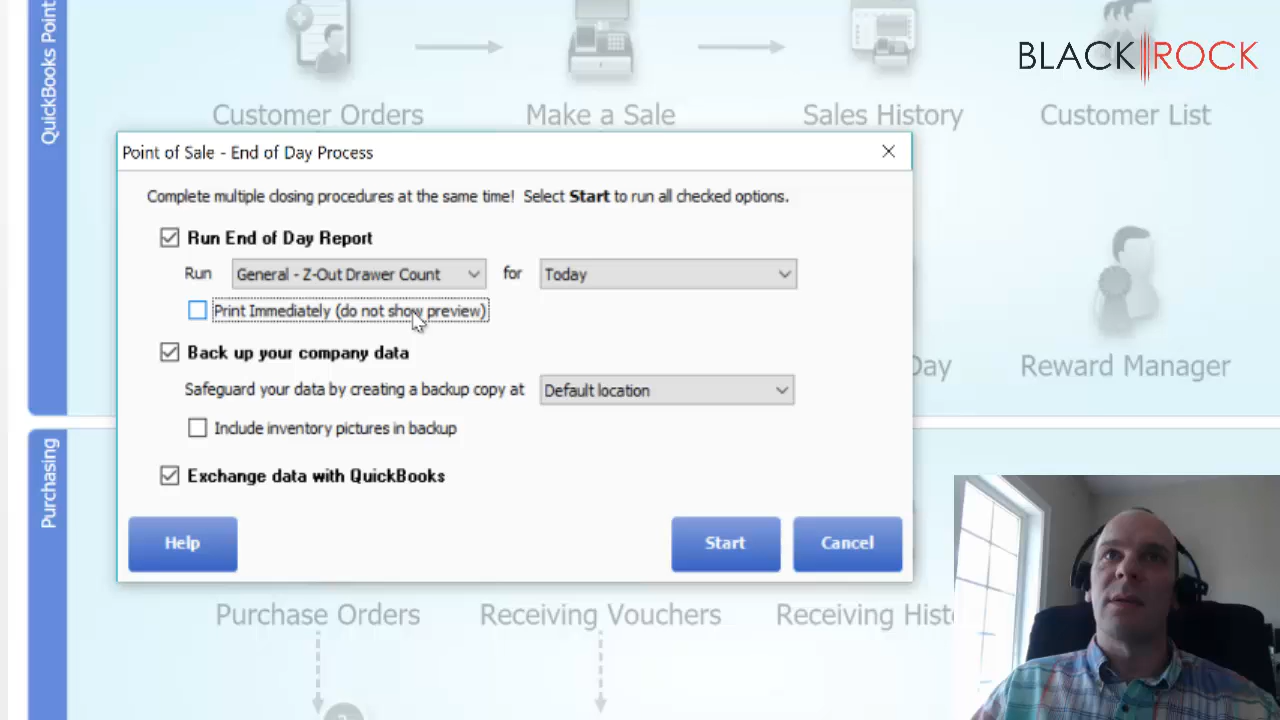 QuickBooks Point
BLACK ROCK
Customer Orders
Make a Sale
Sales History
Customer List
Point of Sale - End of Day Process
Complete multiple closing procedures at the same time! Select Start to run all checked options.
Run End of Day Report
Run General - Z-Out Drawer Count for Today
Print Immediately (do not show preview)
Back up your company data
Day
Reward Manager
Safeguard your data by creating a backup copy at Default location
Include inventory pictures in backup
Purchasing
Exchange data with QuickBooks
Help
Start
Cancel
Purchase Orders
Receiving Vouchers
Receiving Hist